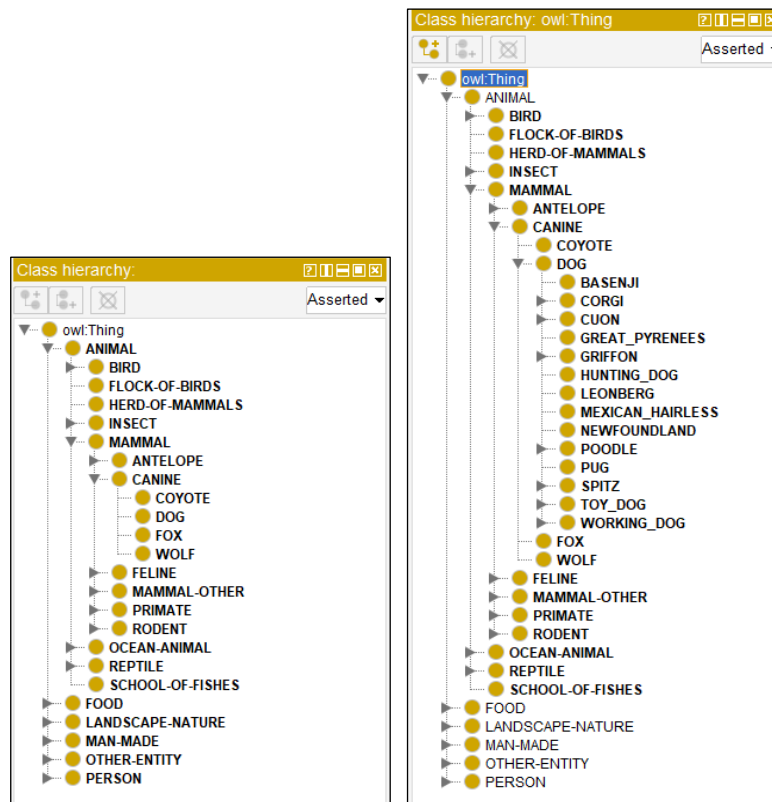 Class hierarchy:
Asserted
owl:Thing
ANIMAL
BIRD
FLOCK-OF-BIRDS
HERD-OF-MAMMALS
INSECT
MAMMAL
ANTELOPE
CANINE
COYOTE
DOG
FOX
WOLF
FELINE
MAMMAL-OTHER
PRIMATE
RODENT
OCEAN-ANIMAL
REPTILE
SCHOOL-OF-FISHES
FOOD
LANDSCAPE-NATURE
MAN-MADE
OTHER-ENTITY
PERSON
Class hierarchy: owl:Thing
Asserted
owl:Thing
ANIMAL
BIRD
FLOCK-OF-BIRDS
HERD-OF-MAMMALS
INSECT
MAMMAL
ANTELOPE
CANINE
COYOTE
DOG
BASENJI
CORGI
CUON
GREAT_PYRENEES
GRIFFON
HUNTING_DOG
LEONBERG
MEXICAN_HAIRLESS
NEWFOUNDLAND
POODLE
PUG
SPITZ
TOY_DOG
WORKING_DOG
FOX
WOLF
FELINE
MAMMAL-OTHER
PRIMATE
RODENT
OCEAN-ANIMAL
REPTILE
SCHOOL-OF-FISHES
FOOD
LANDSCAPE-NATURE
MAN-MADE
OTHER-ENTITY
PERSON